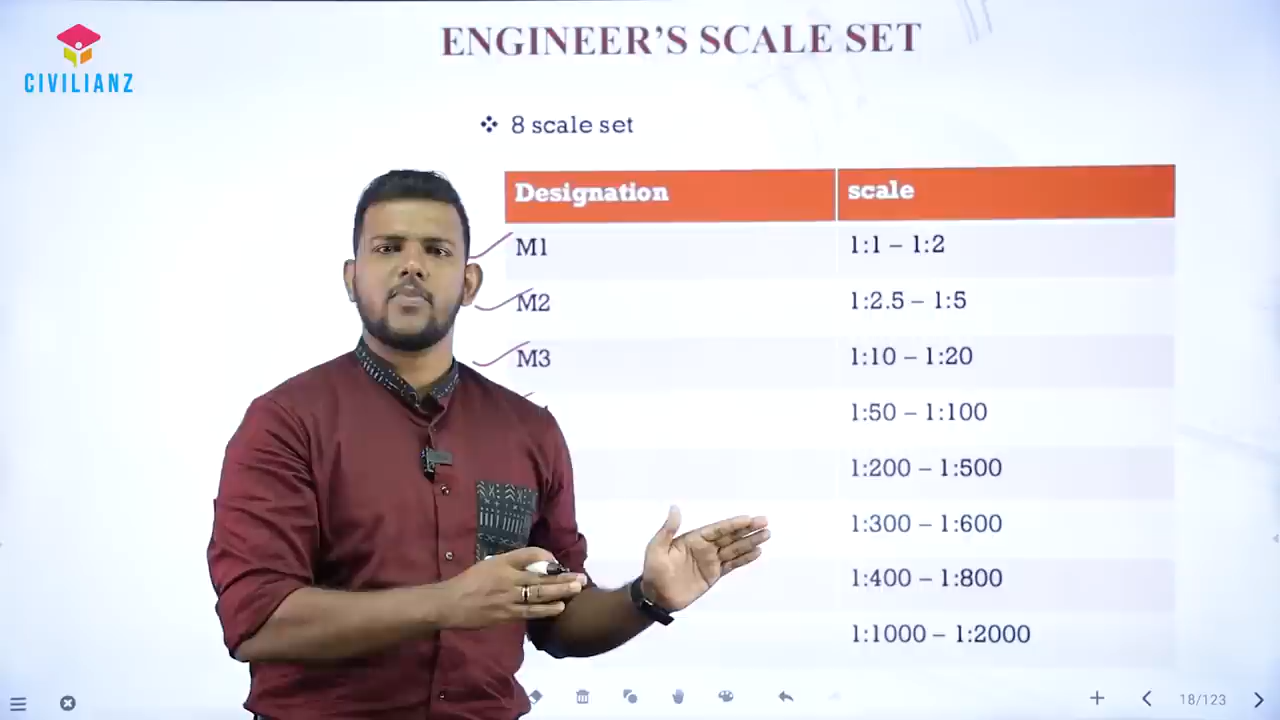 CIVILIANZ
ENGINEER'S SCALE SET
8 scale set
Designation scale
M1 1:1 – 1:2
M2 1:2.5 – 1:5
M3 1:10 – 1:20
1:50 – 1:100
1:200 – 1:500
1:300 – 1:600
1:400 – 1:800
1:1000 – 1:2000
18/123